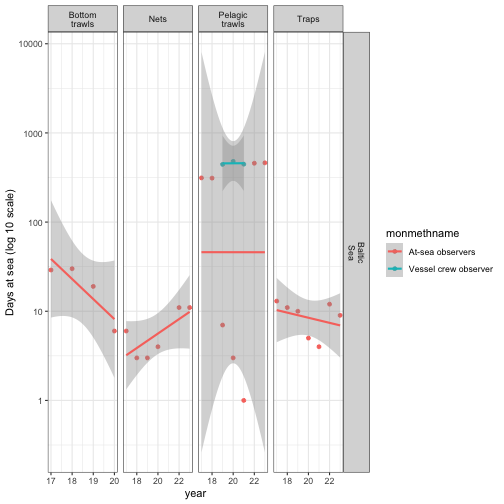 Bottom
trawls
Nets
Pelagic
trawls
Traps
10000
1000
100
10
1
Days at sea (log 10 scale)
Baltic
Sea
17 18 19 20
18 20 22
18 20 22
18 20 22
year
monmethname
At-sea observers
Vessel crew observer